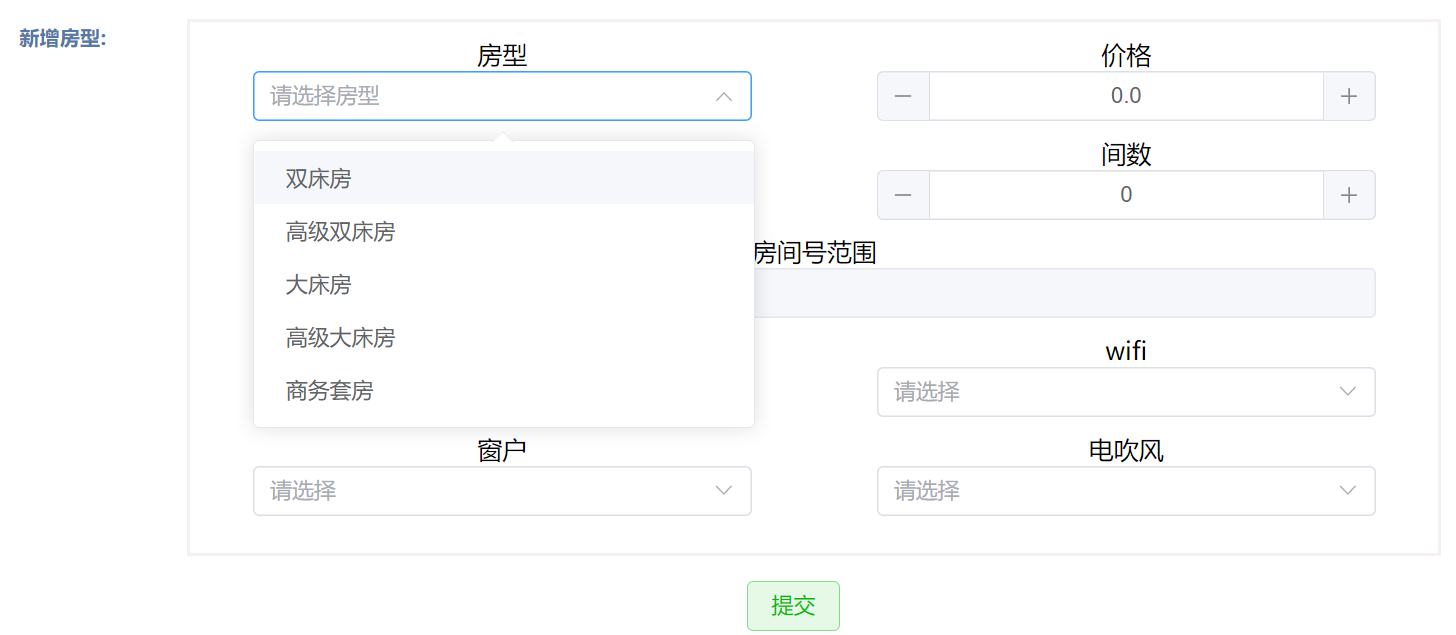 新增房型:
房型
价格
请选择房型
0.0
双床房
高级双床房
大床房
高级大床房
商务套房
间数
0
房间号范围
wifi
请选择
窗户
电吹风
请选择
请选择
提交